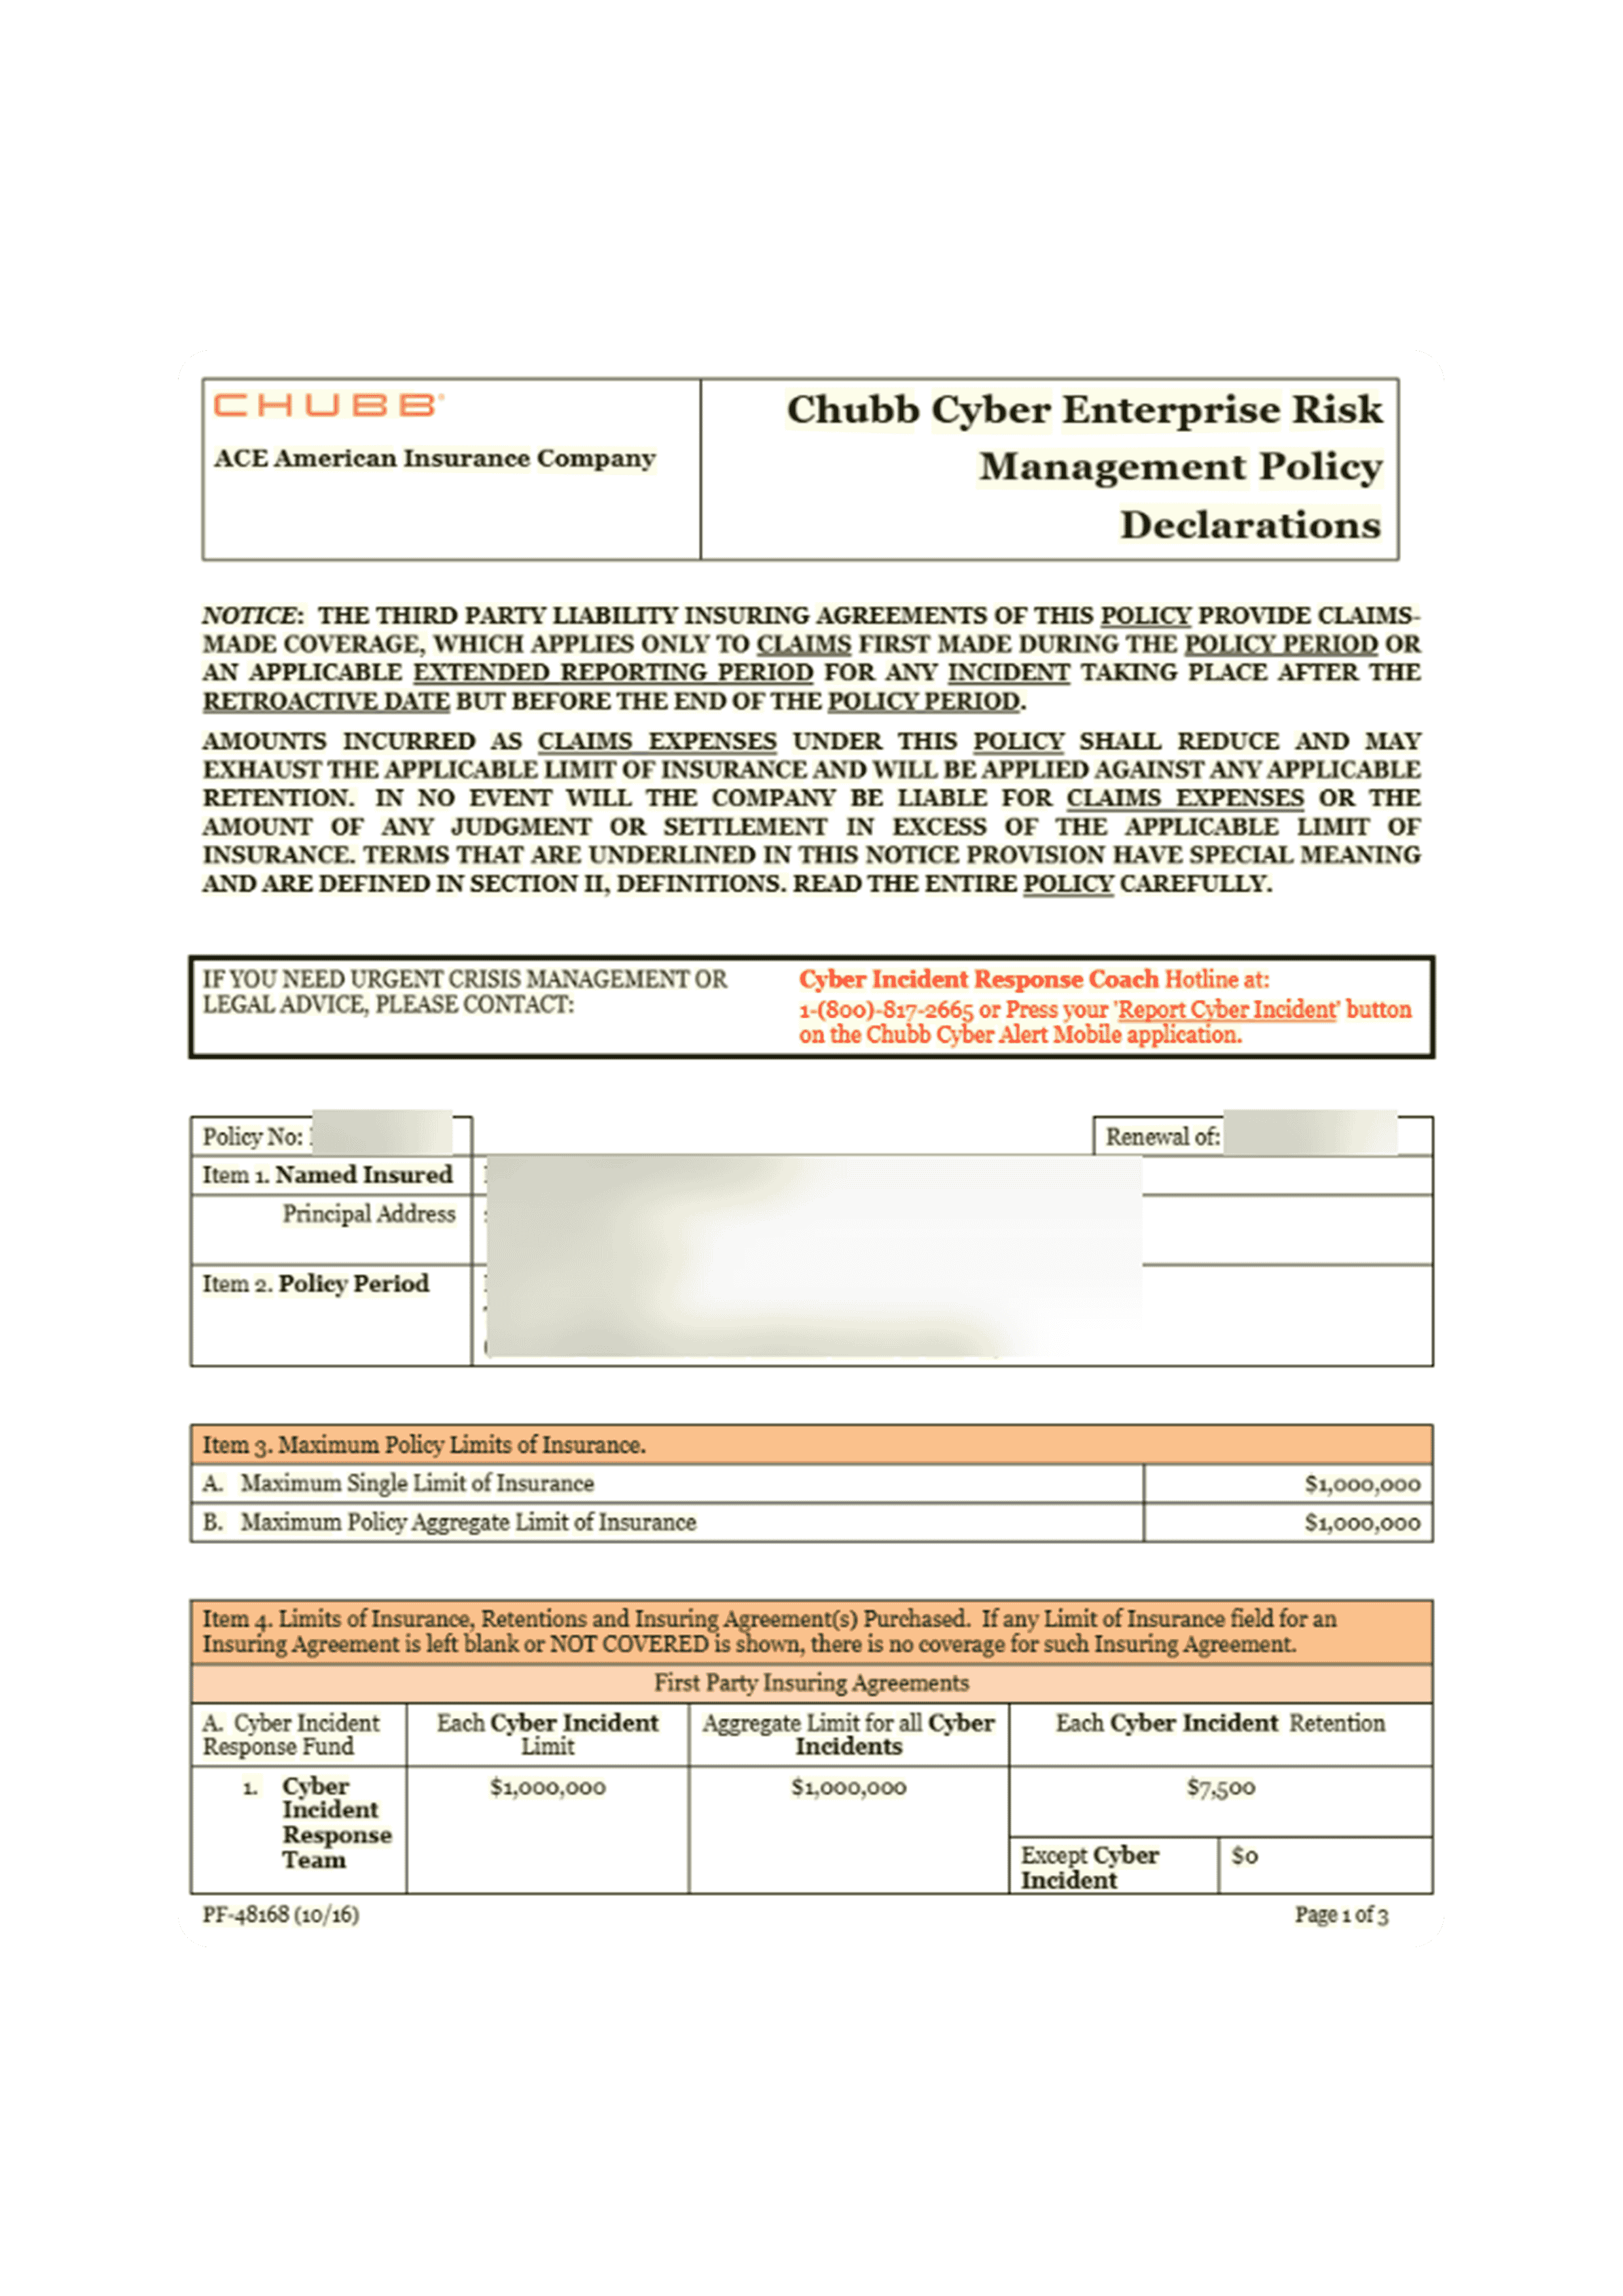 CHUBB®
ACE American Insurance Company
Chubb Cyber Enterprise Risk
Management Policy
Declarations
NOTICE: THE THIRD PARTY LIABILITY INSURING AGREEMENTS OF THIS POLICY PROVIDE CLAIMS-
MADE COVERAGE, WHICH APPLIES ONLY TO CLAIMS FIRST MADE DURING THE POLICY PERIOD OR
AN APPLICABLE EXTENDED REPORTING PERIOD FOR ANY INCIDENT TAKING PLACE AFTER THE
RETROACTIVE DATE BUT BEFORE THE END OF THE POLICY PERIOD.
AMOUNTS INCURRED AS CLAIMS EXPENSES UNDER THIS POLICY SHALL REDUCE AND MAY
EXHAUST THE APPLICABLE LIMIT OF INSURANCE AND WILL BE APPLIED AGAINST ANY APPLICABLE
RETENTION. IN NO EVENT WILL THE COMPANY BE LIABLE FOR CLAIMS EXPENSES OR THE
AMOUNT OF ANY JUDGMENT OR SETTLEMENT IN EXCESS OF THE APPLICABLE LIMIT OF
INSURANCE. TERMS THAT ARE UNDERLINED IN THIS NOTICE PROVISION HAVE SPECIAL MEANING
AND ARE DEFINED IN SECTION II, DEFINITIONS. READ THE ENTIRE POLICY CAREFULLY.
IF YOU NEED URGENT CRISIS MANAGEMENT OR
LEGAL ADVICE, PLEASE CONTACT:
Cyber Incident Response Coach Hotline at:
1-(800)-817-2665 or Press your 'Report Cyber Incident' button
on the Chubb Cyber Alert Mobile application.
Policy No:
Renewal of:
Item 1. Named Insured
Principal Address
Item 2. Policy Period
Item 3. Maximum Policy Limits of Insurance.
A. Maximum Single Limit of Insurance $1,000,000
B. Maximum Policy Aggregate Limit of Insurance $1,000,000
Item 4. Limits of Insurance, Retentions and Insuring Agreement(s) Purchased. If any Limit of Insurance field for an
Insuring Agreement is left blank or NOT COVERED is shown, there is no coverage for such Insuring Agreement.
First Party Insuring Agreements
A. Cyber Incident
Response Fund
Each Cyber Incident
Limit
Aggregate Limit for all Cyber
Incidents
Each Cyber Incident Retention
1. Cyber
Incident
Response
Team
$1,000,000
$1,000,000
$7,500
Except Cyber
Incident
$0
PF-48168 (10/16)
Page 1 of 3